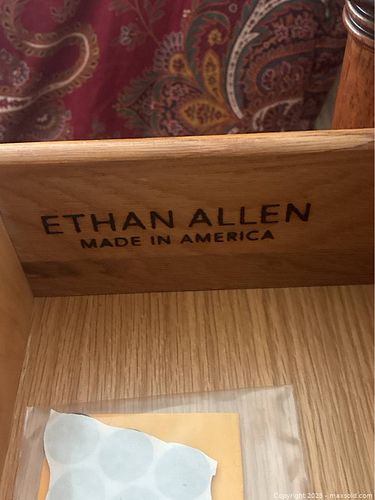 ETHAN ALLEN
MADE IN AMERICA
Copyright 2023 - maxsold.com